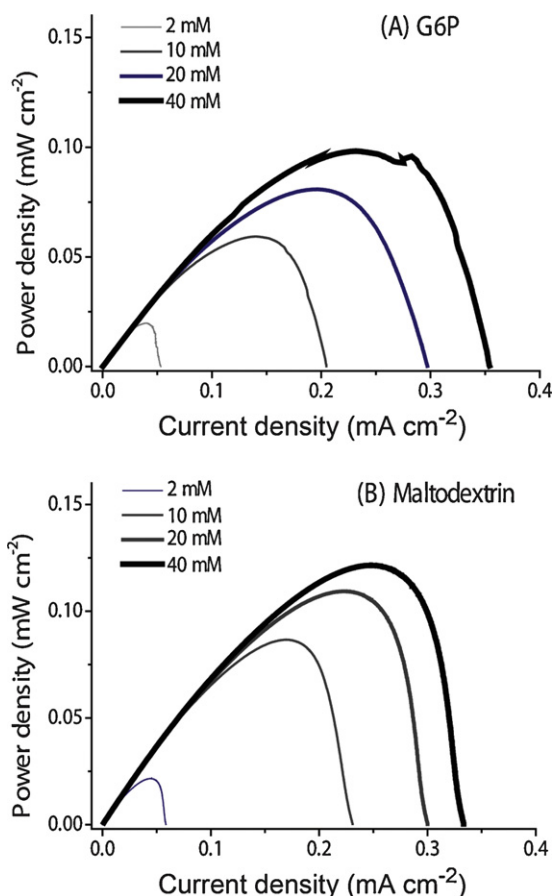 (A) G6P
2 mM
10 mM
20 mM
40 mM
Power density (mW cm-2)
0.15
0.10
0.05
0.00
0.0 0.1 0.2 0.3 0.4
Current density (mA cm-2)
(B) Maltodextrin
2 mM
10 mM
20 mM
40 mM
Power density (mW cm-2)
0.15
0.10
0.05
0.00
0.0 0.1 0.2 0.3 0.4
Current density (mA cm-2)